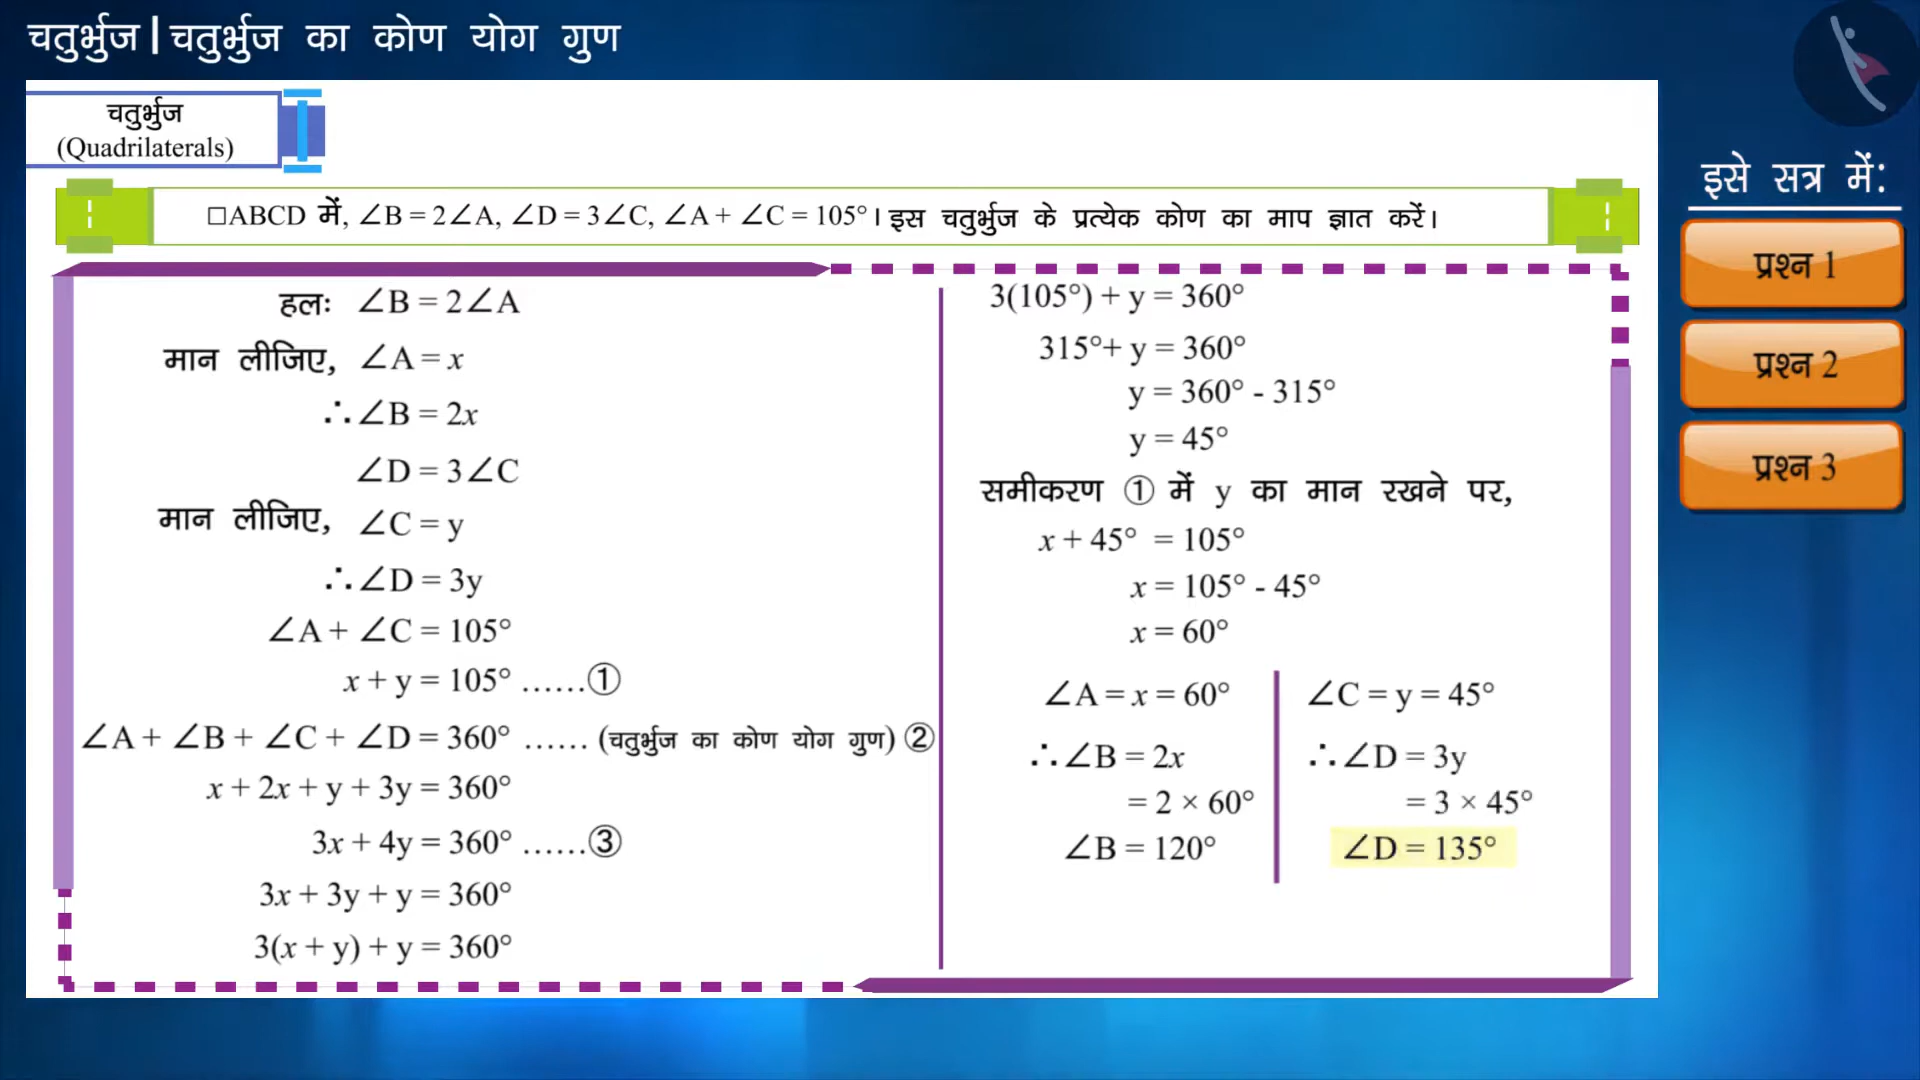 चतुर्भुज | चतुर्भुज का कोण योग गुण
चतुर्भुज
(Quadrilaterals)
□ABCD में, ∠B = 2∠A, ∠D = 3∠C, ∠A + ∠C = 105° । इस चतुर्भुज के प्रत्येक कोण का माप ज्ञात करें।
हलः ∠B = 2∠A
मान लीजिए, ∠A = x
∴ ∠B = 2x
∠D = 3∠C
मान लीजिए, ∠C = y
∴ ∠D = 3y
∠A + ∠C = 105°
x + y = 105° ......①
∠A + ∠B + ∠C + ∠D = 360° ...... (चतुर्भुज का कोण योग गुण) ②
x + 2x + y + 3y = 360°
3x + 4y = 360° ......③
3x + 3y + y = 360°
3(x + y) + y = 360°
3(105°) + y = 360°
315°+ y = 360°
y = 360° - 315°
y = 45°
समीकरण ① में y का मान रखने पर,
x + 45° = 105°
x = 105° - 45°
x = 60°
∠A = x = 60°
∴ ∠B = 2x
= 2 × 60°
∠B = 120°
∠C = y = 45°
∴ ∠D = 3y
= 3 × 45°
∠D = 135°
इसे सत्र में:
प्रश्न 1
प्रश्न 2
प्रश्न 3